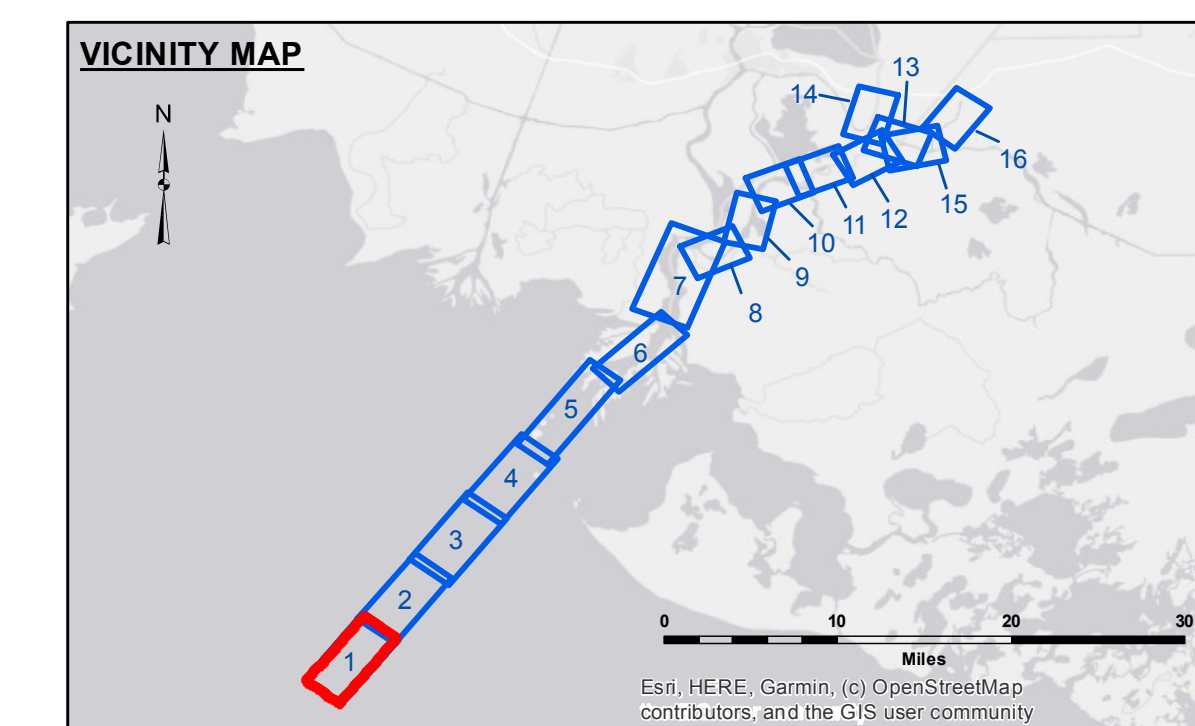 VICINITY MAP
N
13
14
16
15
12
11
10
9
8
7
6
5
4
3
2
1
0 10 20 30
Miles
Esri, HERE, Garmin, (c) OpenStreetMap
contributors, and the GIS user community